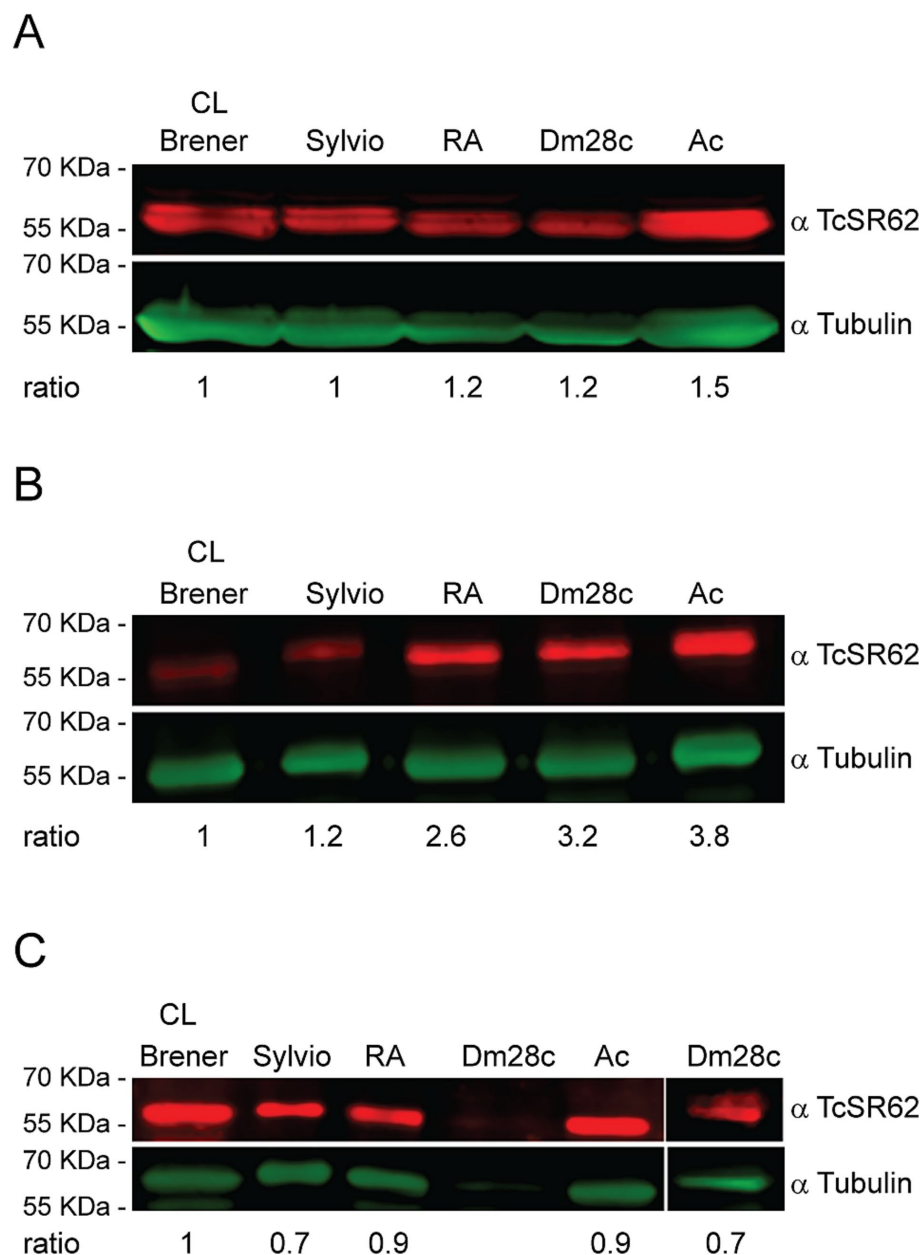 A
CL
Brener Sylvio RA Dm28c Ac
70 KDa -
55 KDa - α TcSR62
70 KDa -
55 KDa - α Tubulin
ratio 1 1 1.2 1.2 1.5
B
CL
Brener Sylvio RA Dm28c Ac
70 KDa -
α TcSR62
55 KDa -
70 KDa -
α Tubulin
55 KDa -
ratio 1 1.2 2.6 3.2 3.8
C
CL
Brener Sylvio RA Dm28c Ac Dm28c
70 KDa -
α TcSR62
55 KDa -
70 KDa -
α Tubulin
55 KDa -
ratio 1 0.7 0.9 0.9 0.7